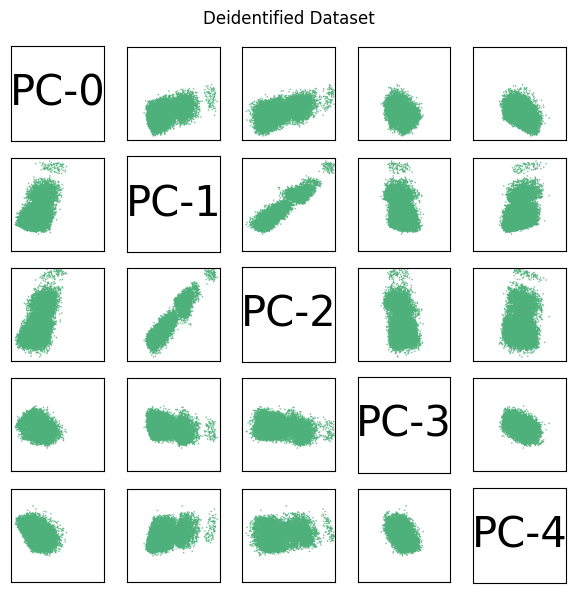 Deidentified Dataset
PC-0
PC-1
PC-2
PC-3
PC-4